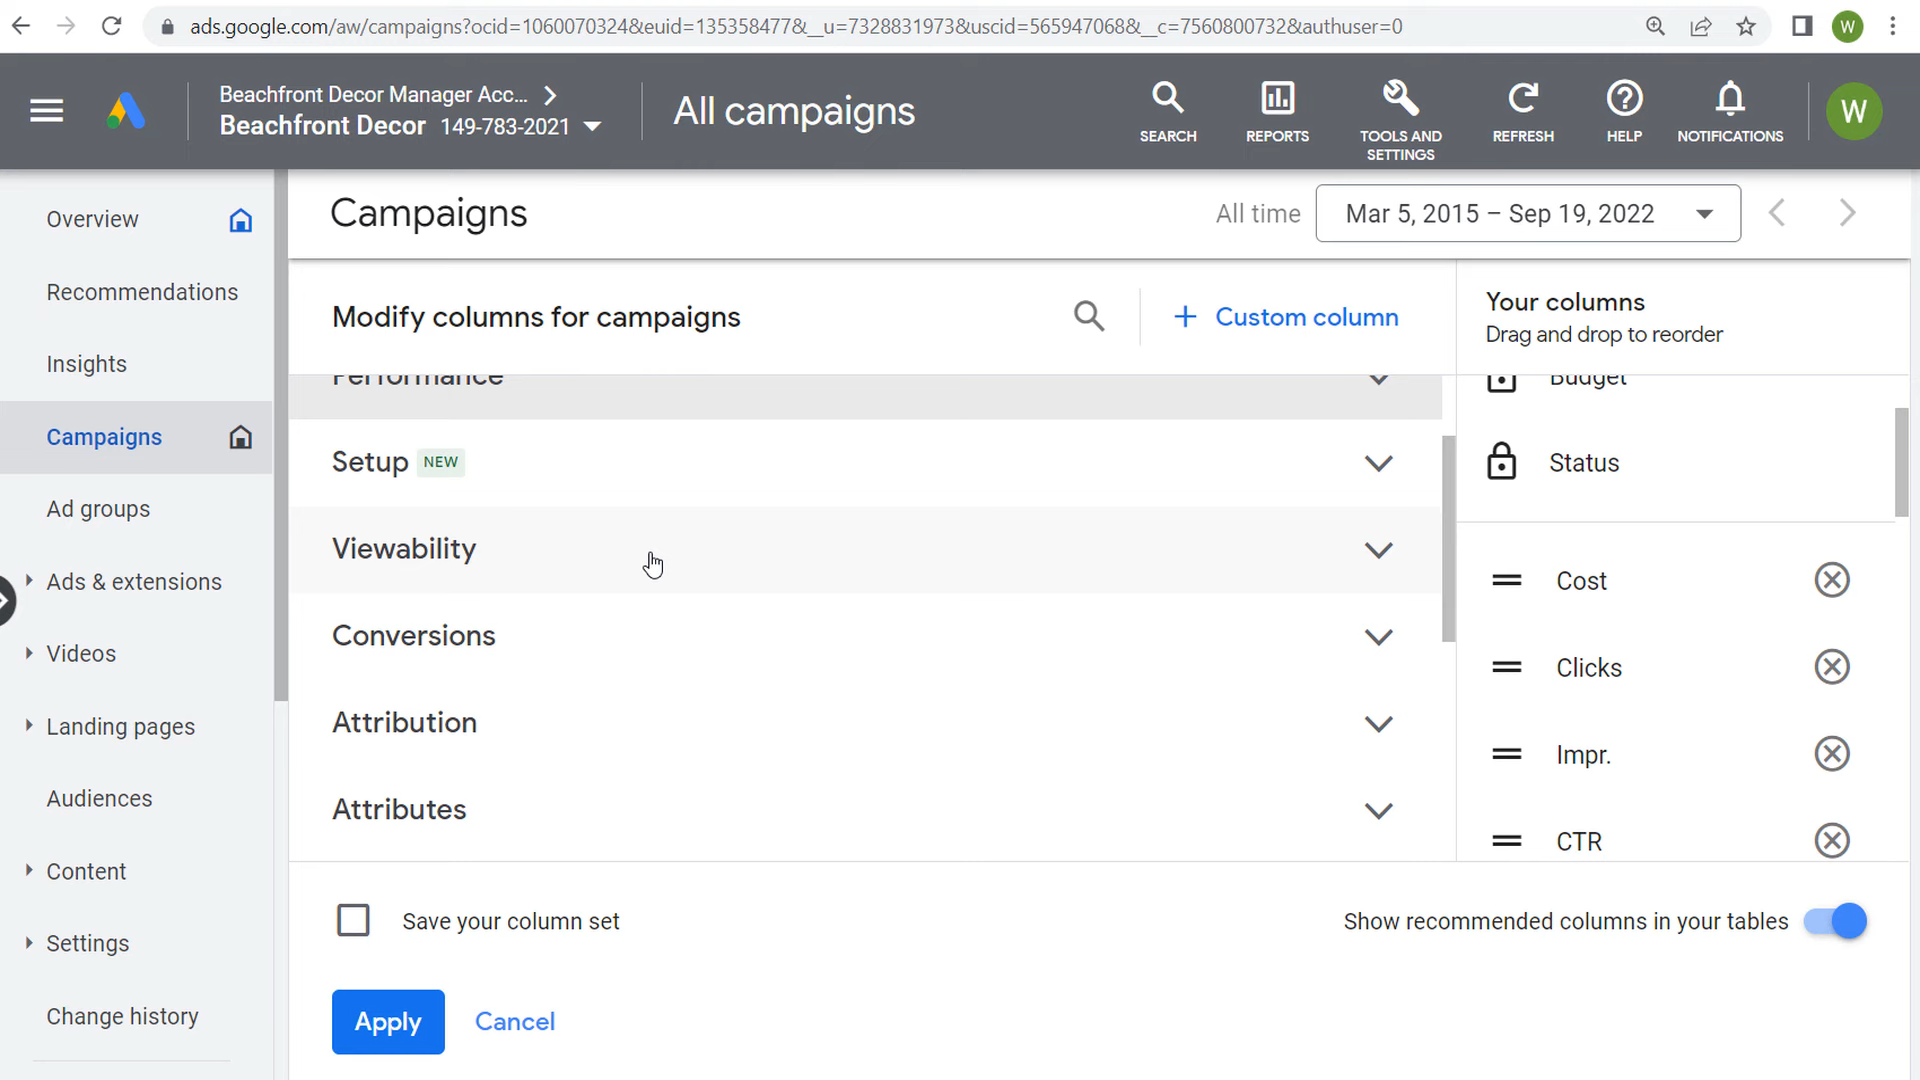 ads.google.com/aw/campaigns?ocid=1060070324&euid=135358477&__u=7328831973&uscid=565947068&__c=7560800732&authuser=0
W
Beachfront Decor Manager Acc...
Beachfront Decor 149-783-2021
All campaigns
SEARCH
REPORTS
TOOLS AND
SETTINGS
REFRESH
HELP
NOTIFICATIONS
W
Overview
Recommendations
Insights
Campaigns
Ad groups
Ads & extensions
Videos
Landing pages
Audiences
Content
Settings
Change history
Campaigns
All time
Mar 5, 2015 – Sep 19, 2022
Modify columns for campaigns
+ Custom column
Performance
Setup NEW
Viewability
Conversions
Attribution
Attributes
Your columns
Drag and drop to reorder
Budget
Status
Cost
Clicks
Impr.
CTR
Save your column set
Show recommended columns in your tables
Apply
Cancel